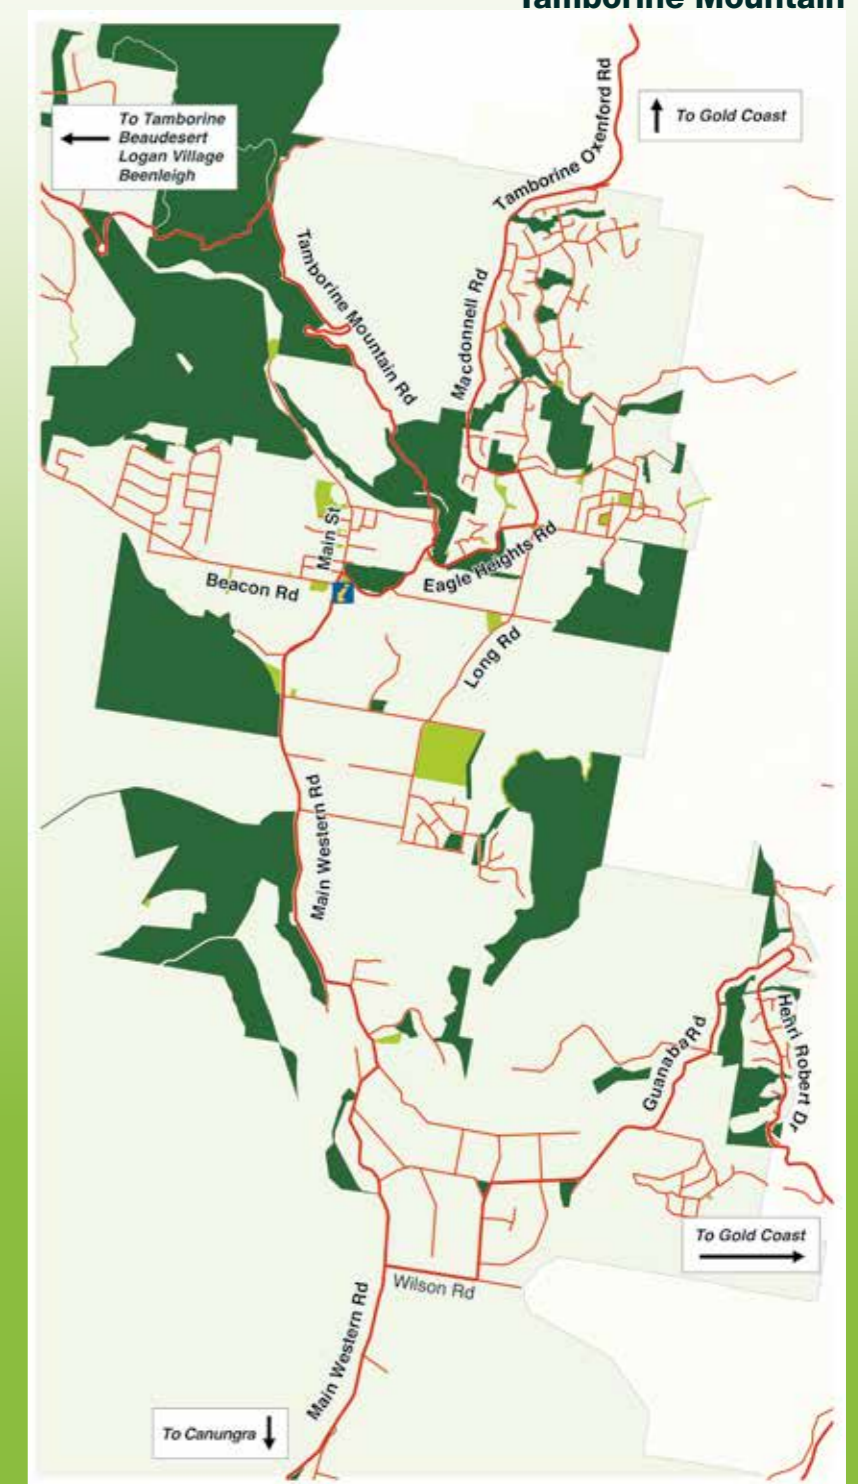 Tamborine Mountain
To Tamborine
Beaudesert
Logan Village
Beenleigh
To Gold Coast
Tamborine Oxenford Rd
Tamborine Mountain Rd
Macdonnell Rd
Main St
Eagle Heights Rd
Beacon Rd
i
Long Rd
Main Western Rd
Henri Robert Dr
Guanaba Rd
To Gold Coast
Wilson Rd
Main Western Rd
To Canungra